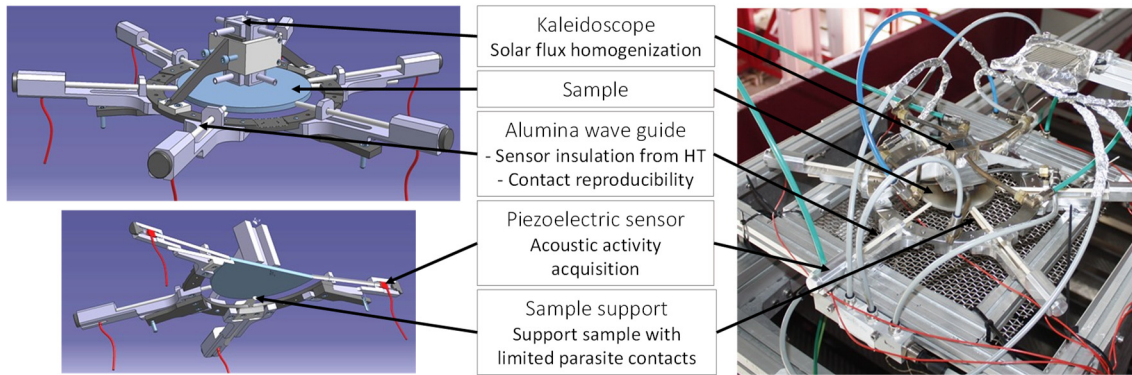 Kaleidoscope
Solar flux homogenization
Sample
Alumina wave guide
- Sensor insulation from HT
- Contact reproducibility
Piezoelectric sensor
Acoustic activity
acquisition
Sample support
Support sample with
limited parasite contacts